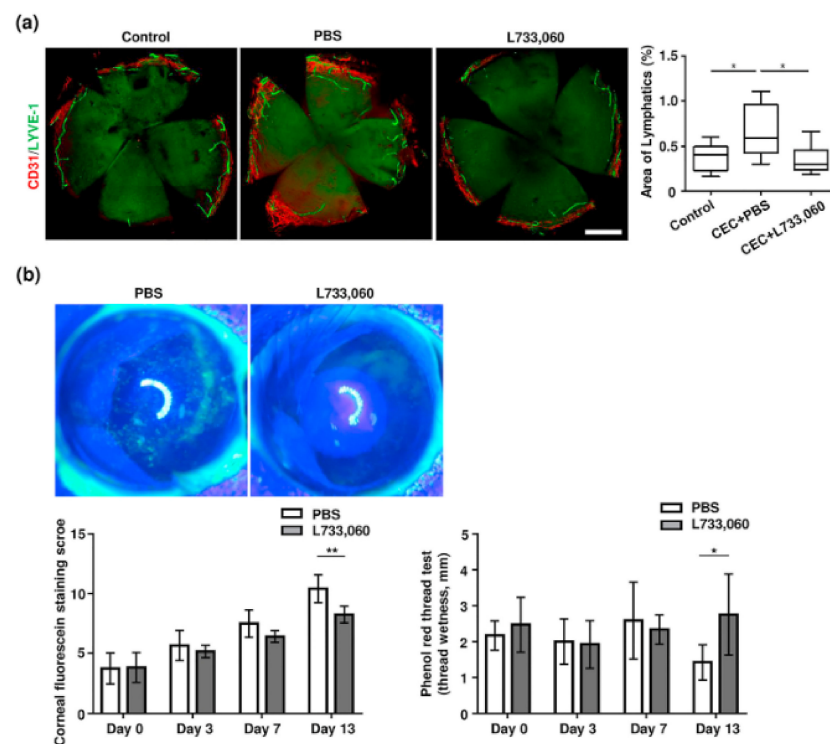 (a)
Control
PBS
L733,060
CD31/LYVE-1
Area of Lymphatics (%)
1.5
1.0
0.5
0.0
*
*
Control
CEC+PBS
CEC+L733,060
(b)
PBS
L733,060
PBS
L733,060
Corneal fluorescein staining scroe
15
10
5
0
**
Day 0
Day 3
Day 7
Day 13
PBS
L733,060
Phenol red thread test
(thread wetness, mm)
5
4
3
2
1
0
*
Day 0
Day 3
Day 7
Day 13